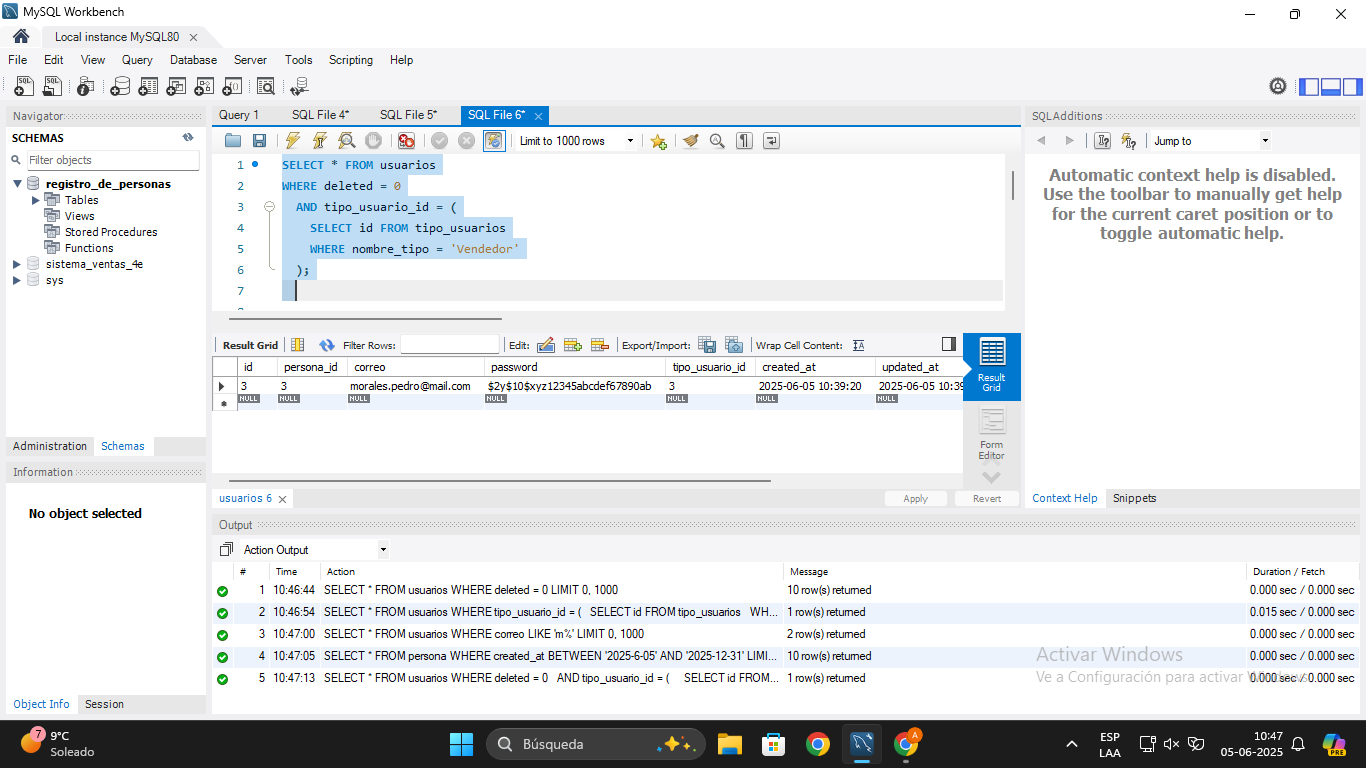 MySQL Workbench
Local instance MySQL80
File Edit View Query Database Server Tools Scripting Help
Navigator
SCHEMAS
Filter objects
registro_de_personas
Tables
Views
Stored Procedures
Functions
sistema_ventas_4e
sys
Administration Schemas
Information
No object selected
Object Info Session
Query 1 SQL File 4* SQL File 5* SQL File 6*
Limit to 1000 rows
1 SELECT * FROM usuarios
2 WHERE deleted = 0
3 AND tipo_usuario_id = (
4 SELECT id FROM tipo_usuarios
5 WHERE nombre_tipo = 'Vendedor'
6 );
7
Result Grid Filter Rows: Edit: Export/Import: Wrap Cell Content:
id persona_id correo password tipo_usuario_id created_at updated_at
3 3 morales.pedro@mail.com $2y$10$xyz12345abcdef67890ab 3 2025-06-05 10:39:20 2025-06-05 10:39
NULL NULL NULL NULL NULL NULL NULL
Result
Grid
Form
Editor
usuarios 6 Apply Revert
SQLAdditions
Jump to
Automatic context help is disabled.
Use the toolbar to manually get help
for the current caret position or to
toggle automatic help.
Context Help Snippets
Output
Action Output
# Time Action Message Duration / Fetch
1 10:46:44 SELECT * FROM usuarios WHERE deleted = 0 LIMIT 0, 1000 10 row(s) returned 0.000 sec / 0.000 sec
2 10:46:54 SELECT * FROM usuarios WHERE tipo_usuario_id = ( SELECT id FROM tipo_usuarios WH... 1 row(s) returned 0.015 sec / 0.000 sec
3 10:47:00 SELECT * FROM usuarios WHERE correo LIKE 'm%' LIMIT 0, 1000 2 row(s) returned 0.000 sec / 0.000 sec
4 10:47:05 SELECT * FROM persona WHERE created_at BETWEEN '2025-6-05' AND '2025-12-31' LIMI... 10 row(s) returned 0.000 sec / 0.000 sec
5 10:47:13 SELECT * FROM usuarios WHERE deleted = 0 AND tipo_usuario_id = ( SELECT id FROM... 1 row(s) returned 0.000 sec / 0.000 sec
Activar Windows
Ve a Configuración para activar Windows.
7
9°C
Soleado
Búsqueda
A
ESP
LAA
10:47
05-06-2025
PRE